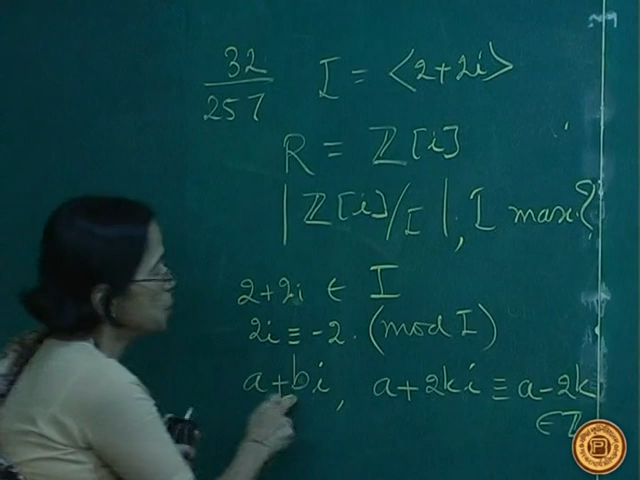 32/257 I = <2+2i>
R = ℤ[i]
|ℤ[i]/I|, I max?
2+2i ∈ I
2i ≡ -2. (mod I)
a+bi, a+2ki ≡ a-2k
∈ℤ